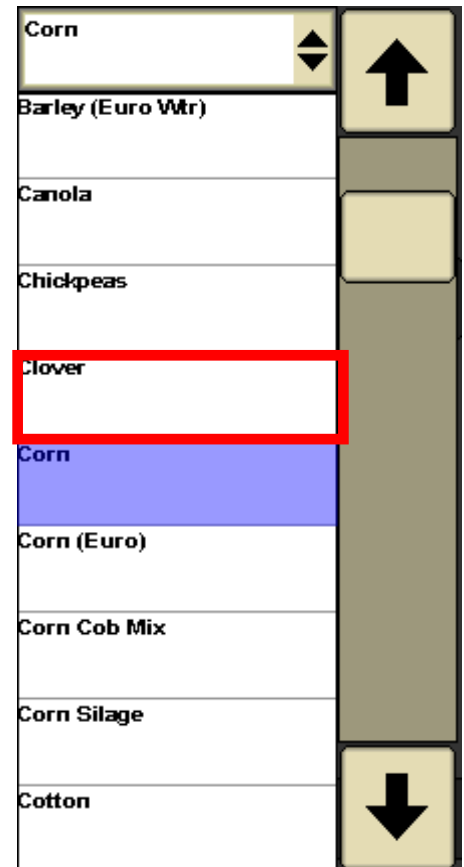 Corn
Barley (Euro Wtr)
Canola
Chickpeas
Clover
Corn
Corn (Euro)
Corn Cob Mix
Corn Silage
Cotton